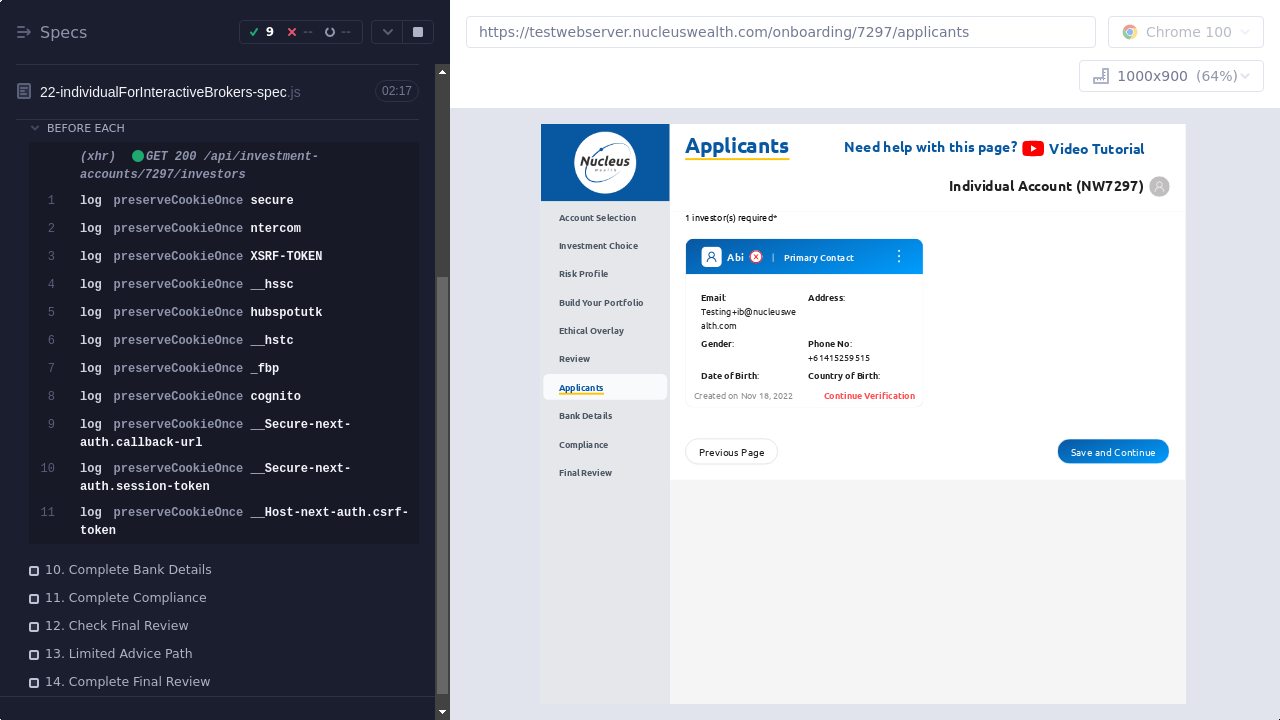 Specs
9
--
--
22-individualForInteractiveBrokers-spec.js
02:17
BEFORE EACH
(xhr) GET 200 /api/investment-
accounts/7297/investors
1 log preserveCookieOnce secure
2 log preserveCookieOnce ntercom
3 log preserveCookieOnce XSRF-TOKEN
4 log preserveCookieOnce __hssc
5 log preserveCookieOnce hubspotutk
6 log preserveCookieOnce __hstc
7 log preserveCookieOnce _fbp
8 log preserveCookieOnce cognito
9 log preserveCookieOnce __Secure-next-
auth.callback-url
10 log preserveCookieOnce __Secure-next-
auth.session-token
11 log preserveCookieOnce __Host-next-auth.csrf-
token
10. Complete Bank Details
11. Complete Compliance
12. Check Final Review
13. Limited Advice Path
14. Complete Final Review
https://testwebserver.nucleuswealth.com/onboarding/7297/applicants
Chrome 100
1000x900 (64%)
Nucleus
Wealth
Account Selection
Investment Choice
Risk Profile
Build Your Portfolio
Ethical Overlay
Review
Applicants
Bank Details
Compliance
Final Review
Applicants
Need help with this page?
Video Tutorial
Individual Account (NW7297)
1 investor(s) required*
Abi | Primary Contact
Email:
Testing+ib@nucleuswe
alth.com
Address:
Gender:
Phone No:
+61415259515
Date of Birth:
Country of Birth:
Created on Nov 18, 2022
Continue Verification
Previous Page
Save and Continue